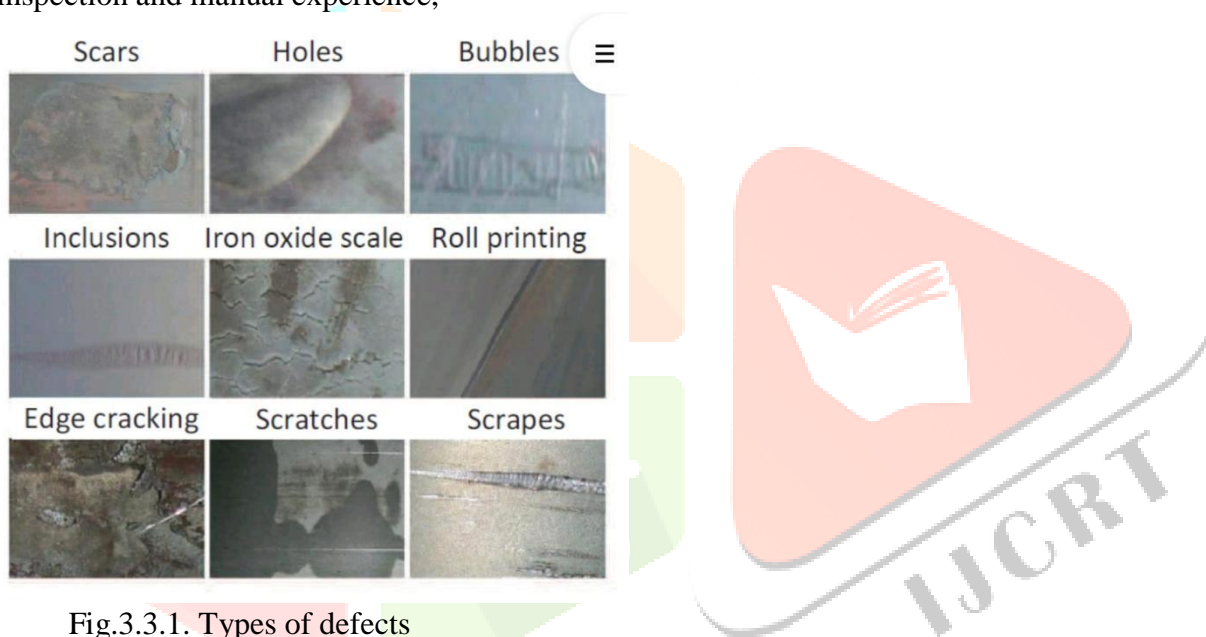 inspection and manual experience,
Scars Holes Bubbles
Inclusions Iron oxide scale Roll printing
Edge cracking Scratches Scrapes
Fig.3.3.1. Types of defects
IJCRT